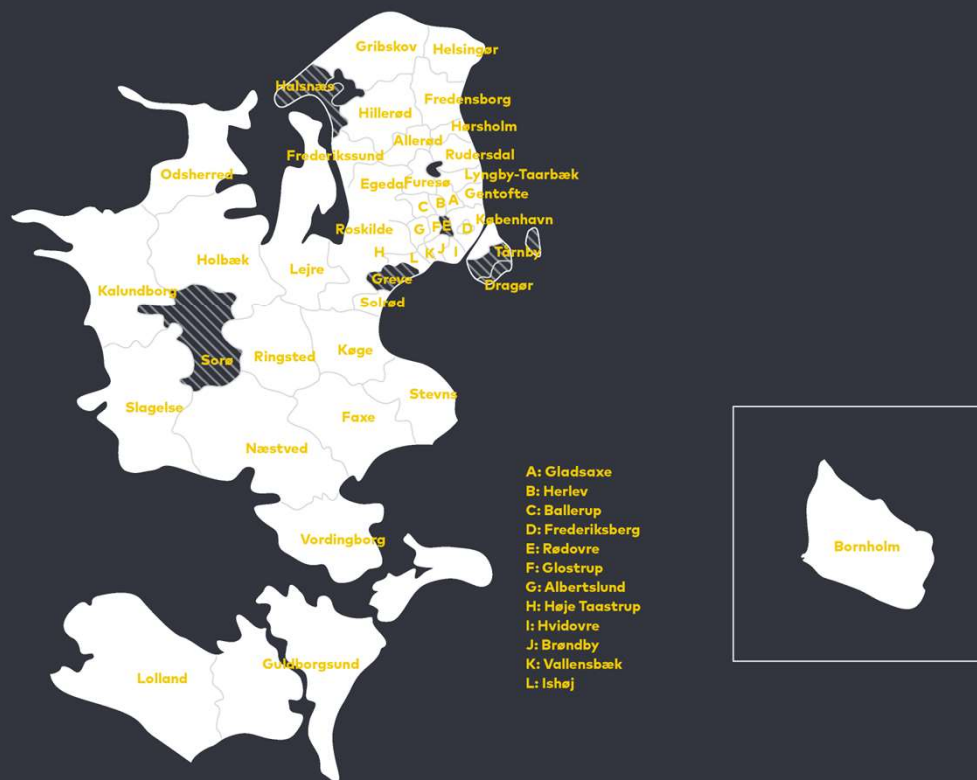 Gribskov
Helsingør
Halsnæs
Fredensborg
Hillerød
Hørsholm
Allerød
Frederikssund
Rudersdal
Odsherred
Lyngby-Taarbæk
Egedal
Furesø
Gentofte
A
B
C
København
Roskilde
G
F
E
D
H
L
K
J
I
Tårnby
Holbæk
Lejre
Greve
Dragør
Kalundborg
Solrød
Sorø
Ringsted
Køge
Stevns
Slagelse
Faxe
Næstved
Vordingborg
Guldborgsund
Lolland
A: Gladsaxe
B: Herlev
C: Ballerup
D: Frederiksberg
E: Rødovre
F: Glostrup
G: Albertslund
H: Høje Taastrup
I: Hvidovre
J: Brøndby
K: Vallensbæk
L: Ishøj
Bornholm